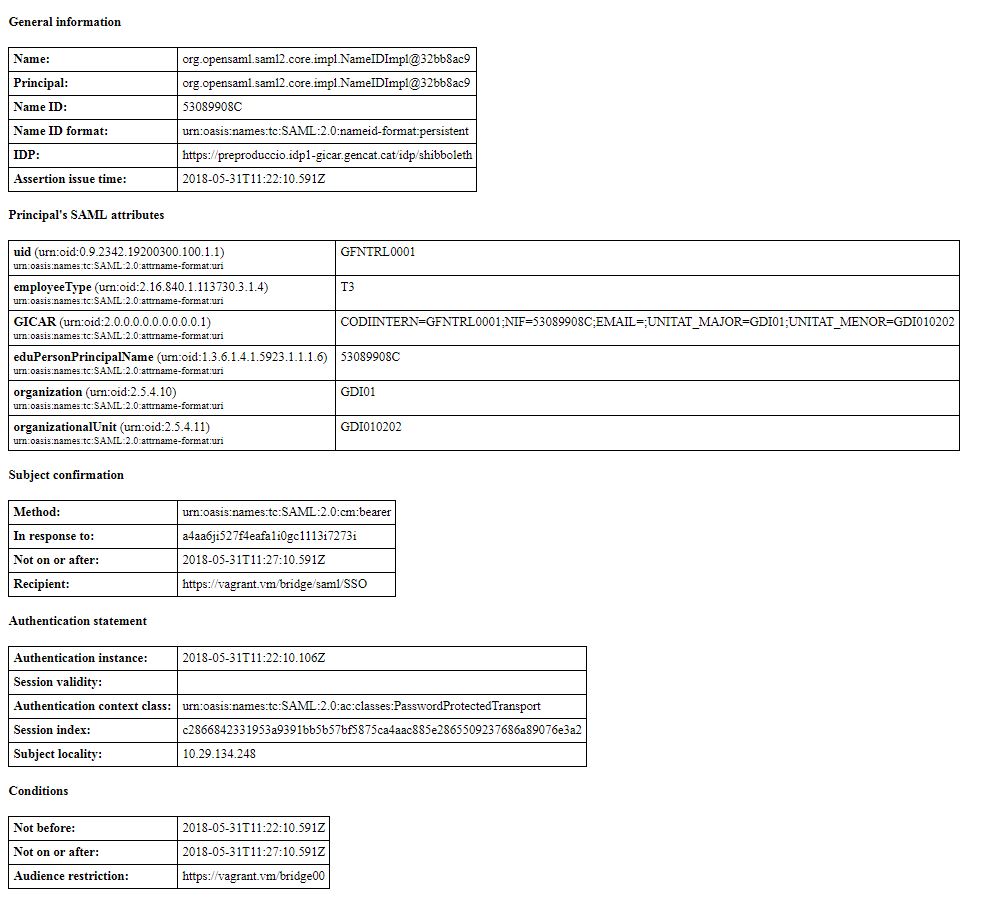 General information
Name: org.opensaml.saml2.core.impl.NameIDImpl@32bb8ac9
Principal: org.opensaml.saml2.core.impl.NameIDImpl@32bb8ac9
Name ID: 53089908C
Name ID format: urn:oasis:names:tc:SAML:2.0:nameid-format:persistent
IDP: https://preproduccio.idp1-gicar.gencat.cat/idp/shibboleth
Assertion issue time: 2018-05-31T11:22:10.591Z
Principal's SAML attributes
uid (urn:oid:0.9.2342.19200300.100.1.1) GFNTRL0001
urn:oasis:names:tc:SAML:2.0:attrname-format:uri
employeeType (urn:oid:2.16.840.1.113730.3.1.4) T3
urn:oasis:names:tc:SAML:2.0:attrname-format:uri
GICAR (urn:oid:2.0.0.0.0.0.0.0.0.1) CODIINTERN=GFNTRL0001;NIF=53089908C;EMAIL=;UNITAT_MAJOR=GDI01;UNITAT_MENOR=GDI010202
urn:oasis:names:tc:SAML:2.0:attrname-format:uri
eduPersonPrincipalName (urn:oid:1.3.6.1.4.1.5923.1.1.1.6) 53089908C
urn:oasis:names:tc:SAML:2.0:attrname-format:uri
organization (urn:oid:2.5.4.10) GDI01
urn:oasis:names:tc:SAML:2.0:attrname-format:uri
organizationalUnit (urn:oid:2.5.4.11) GDI010202
urn:oasis:names:tc:SAML:2.0:attrname-format:uri
Subject confirmation
Method: urn:oasis:names:tc:SAML:2.0:cm:bearer
In response to: a4aa6ji527f4eafa1i0gc1113i7273i
Not on or after: 2018-05-31T11:27:10.591Z
Recipient: https://vagrant.vm/bridge/saml/SSO
Authentication statement
Authentication instance: 2018-05-31T11:22:10.106Z
Session validity:
Authentication context class: urn:oasis:names:tc:SAML:2.0:ac:classes:PasswordProtectedTransport
Session index: c2866842331953a9391bb5b57bf5875ca4aac885e2865509237686a89076e3a2
Subject locality: 10.29.134.248
Conditions
Not before: 2018-05-31T11:22:10.591Z
Not on or after: 2018-05-31T11:27:10.591Z
Audience restriction: https://vagrant.vm/bridge00